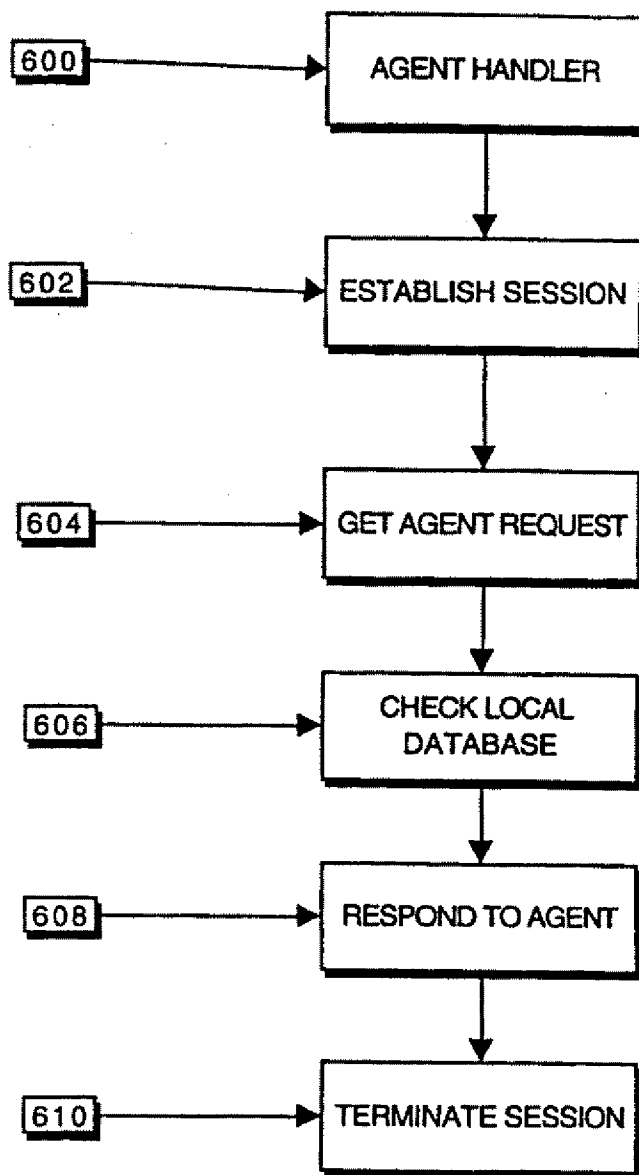 600
AGENT HANDLER
602
ESTABLISH SESSION
604
GET AGENT REQUEST
606
CHECK LOCAL
DATABASE
608
RESPOND TO AGENT
610
TERMINATE SESSION